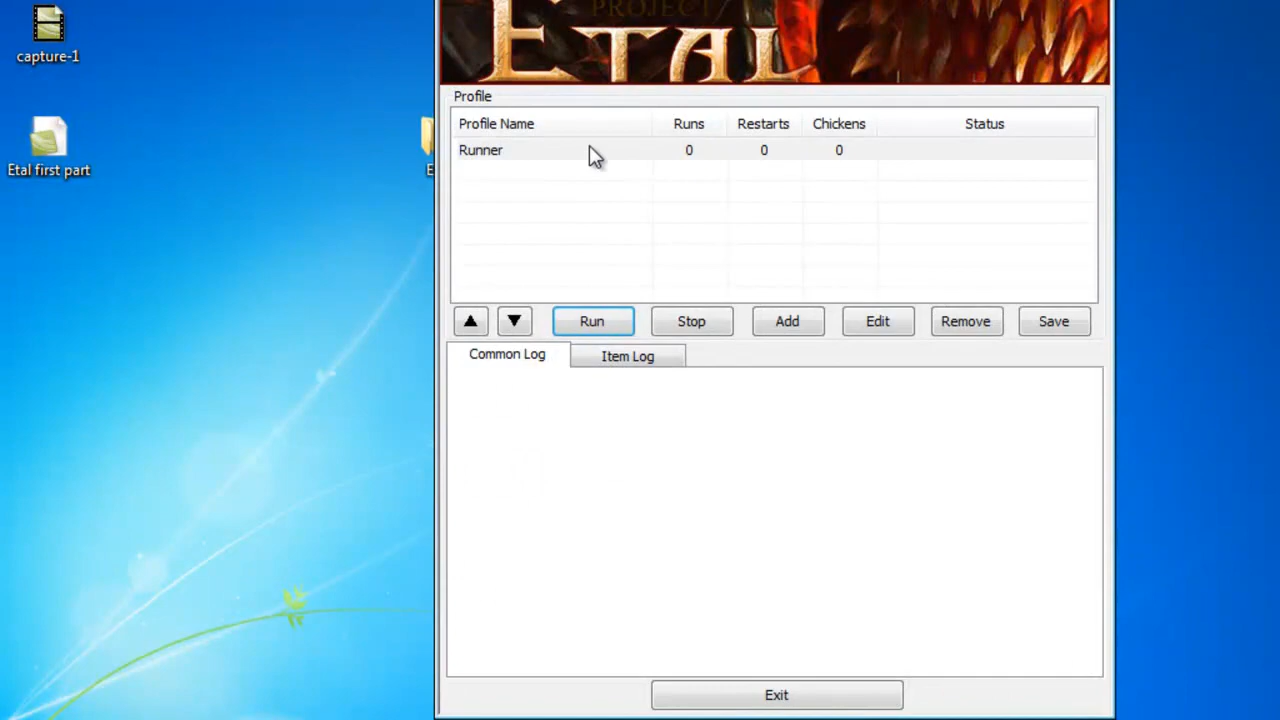 capture-1
Etal first part
E
PROJECT
ETAL
Profile
Profile Name Runs Restarts Chickens Status
Runner 0 0 0
Run Stop Add Edit Remove Save
Common Log Item Log
Exit